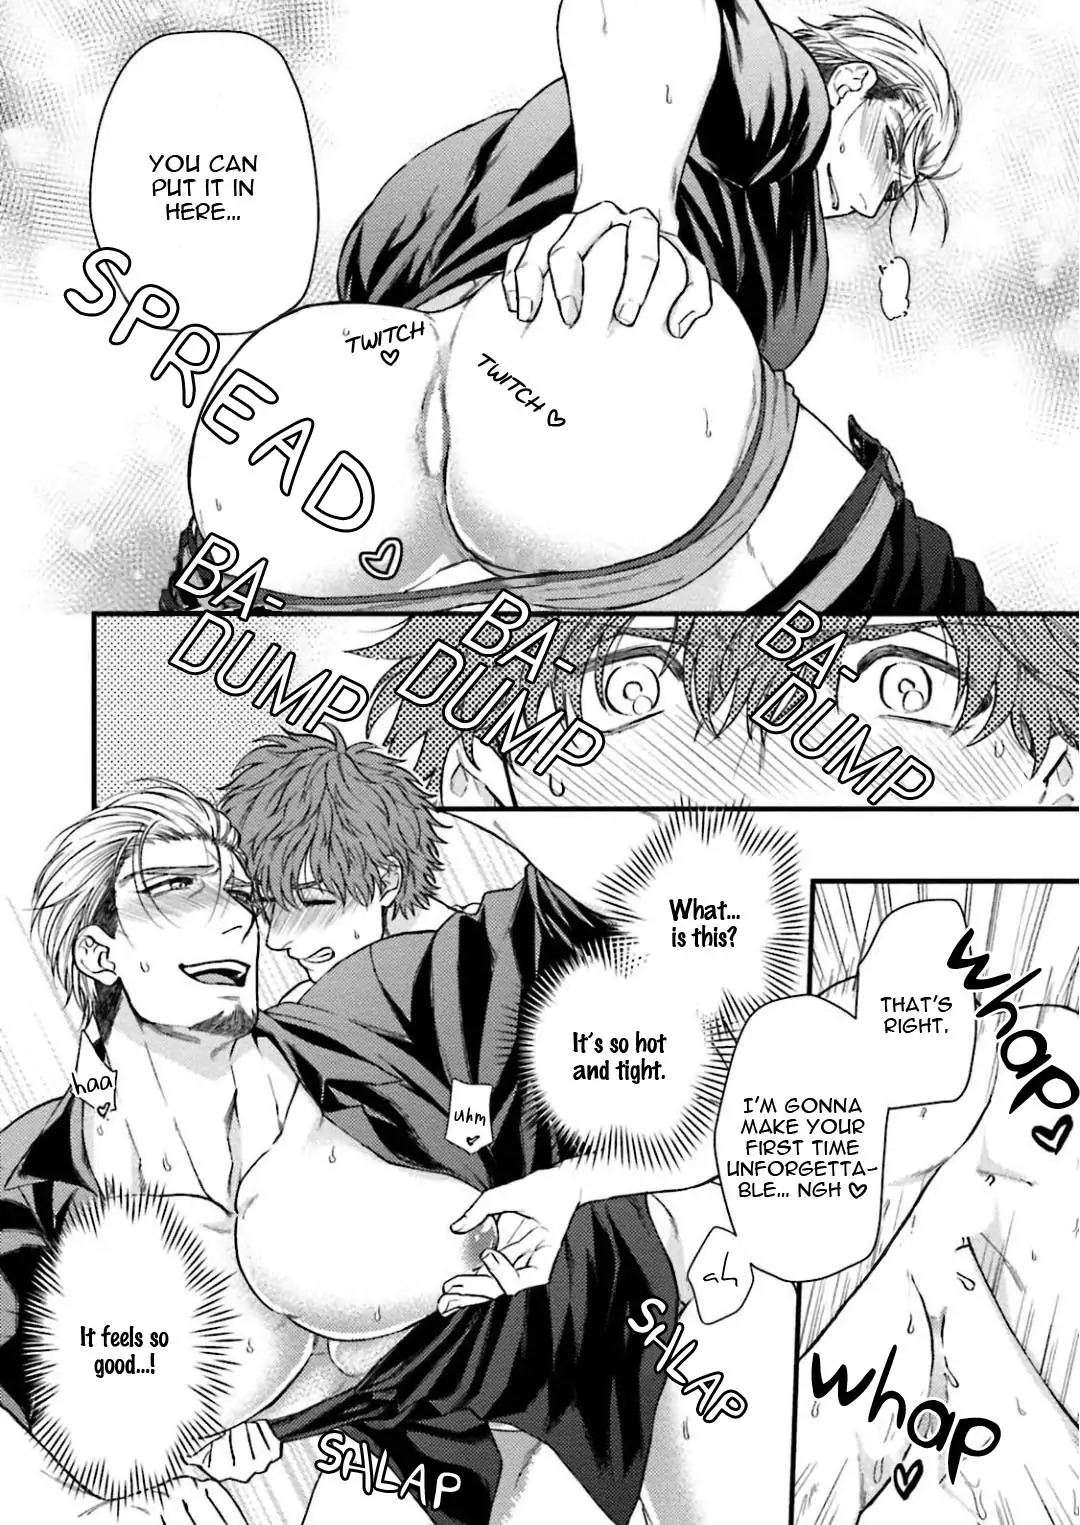 YOU CAN
PUT IT IN
HERE...
SPREAD
TWITCH
TWITCH
BA-
DUMP
BA-
DUMP
BA-
DUMP
What...
is this?
It's so hot
and tight.
THAT'S
RIGHT.
I'M GONNA
MAKE YOUR
FIRST TIME
UNFORGETTA-
BLE... NGH
whap
haa
uhm
ah
It feels so
good...!
SHLAP
SHLAP
whap